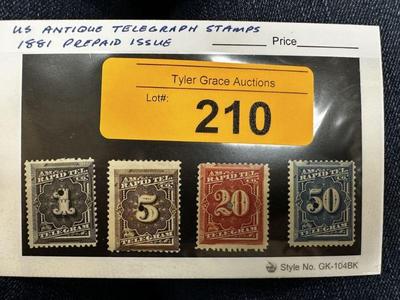 US ANTIQUE TELEGRAPH STAMPS
1881 PREPAID ISSUE
Price
Tyler Grace Auctions
Lot#:
210
AM.
RAPID TEL.
CO.
1
TELEGRAM
AM.
RAPID TEL.
CO.
5
TELEGRAM
AM.
RAPID TEL.
CO.
20
TELEGRAM
AM.
RAPID TEL.
CO.
50
TELEGRAM
Style No. GK-104BK